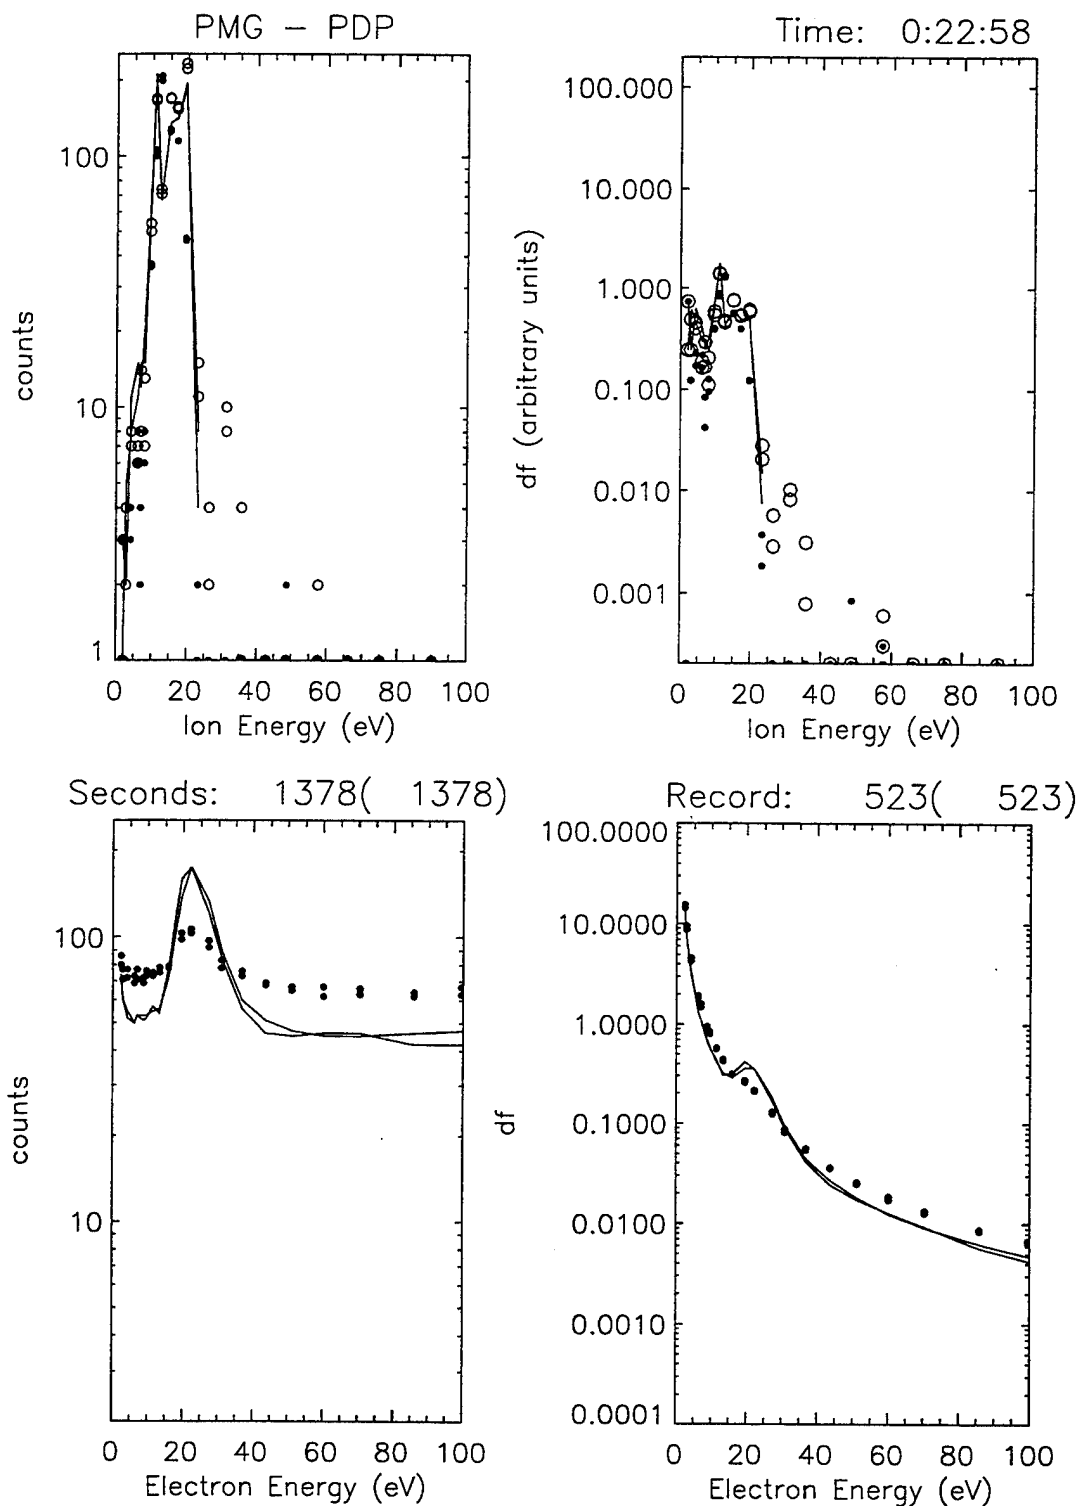 PMG – PDP
Time: 0:22:58
100
10
1
counts
0 20 40 60 80 100
Ion Energy (eV)
100.000
10.000
1.000
0.100
0.010
0.001
df (arbitrary units)
0 20 40 60 80 100
Ion Energy (eV)
Seconds: 1378( 1378)
Record: 523( 523)
100
10
counts
0 20 40 60 80 100
Electron Energy (eV)
100.0000
10.0000
1.0000
0.1000
0.0100
0.0010
0.0001
df
0 20 40 60 80 100
Electron Energy (eV)